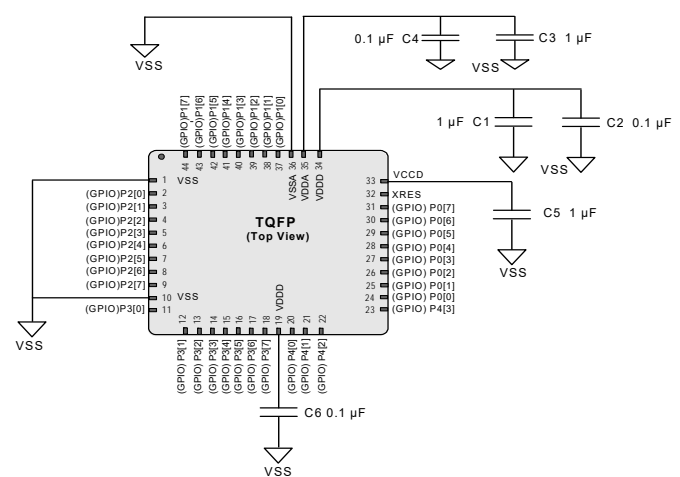 0.1 µF C4
C3 1 µF
VSS
VSS
1 µF C1
C2 0.1 µF
VSS
(GPIO)P1[7]
(GPIO)P1[6]
(GPIO)P1[5]
(GPIO)P1[4]
(GPIO)P1[3]
(GPIO)P1[2]
(GPIO)P1[1]
(GPIO)P1[0]
44
43
42
41
40
39
38
37
36
35
34
VSSA
VDDA
VDDD
1 VSS
(GPIO)P2[0] 2
(GPIO)P2[1] 3
(GPIO)P2[2] 4
(GPIO)P2[3] 5
(GPIO)P2[4] 6
(GPIO)P2[5] 7
(GPIO)P2[6] 8
(GPIO)P2[7] 9
10 VSS
(GPIO)P3[0] 11
VSS
TQFP
(Top View)
33 VCCD
32 XRES
31 (GPIO) P0[7]
30 (GPIO) P0[6]
29 (GPIO) P0[5]
28 (GPIO) P0[4]
27 (GPIO) P0[3]
26 (GPIO) P0[2]
25 (GPIO) P0[1]
24 (GPIO) P0[0]
23 (GPIO) P4[3]
C5 1 µF
VSS
VDDD
12
13
14
15
16
17
18
19
20
21
22
(GPIO) P3[1]
(GPIO) P3[2]
(GPIO) P3[3]
(GPIO) P3[4]
(GPIO) P3[5]
(GPIO) P3[6]
(GPIO) P3[7]
(GPIO) P4[0]
(GPIO) P4[1]
(GPIO) P4[2]
C6 0.1 µF
VSS